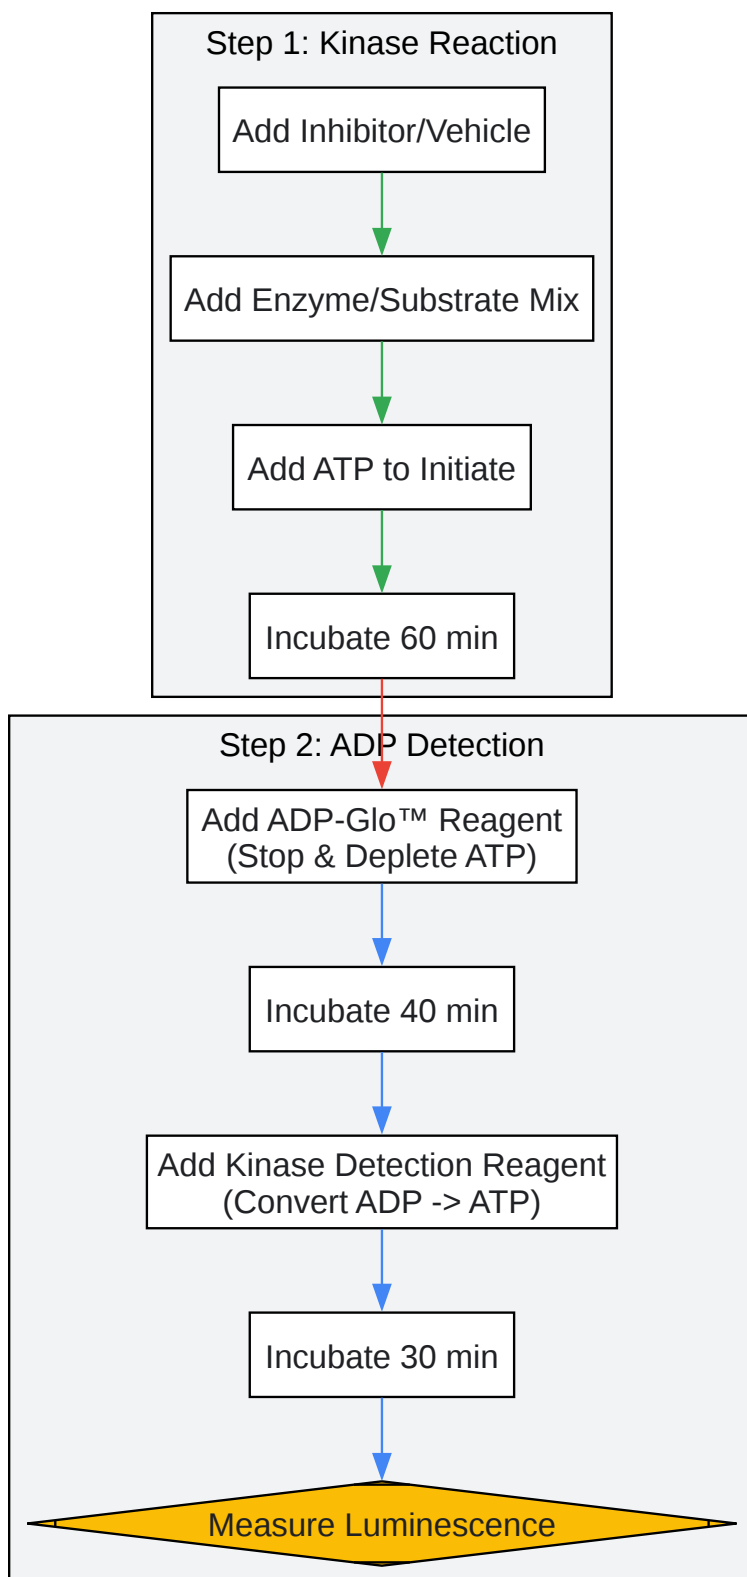 Step 1: Kinase Reaction
Add Inhibitor/Vehicle
Add Enzyme/Substrate Mix
Add ATP to Initiate
Incubate 60 min
Step 2: ADP Detection
Add ADP-Glo™ Reagent
(Stop & Deplete ATP)
Incubate 40 min
Add Kinase Detection Reagent
(Convert ADP -> ATP)
Incubate 30 min
Measure Luminescence